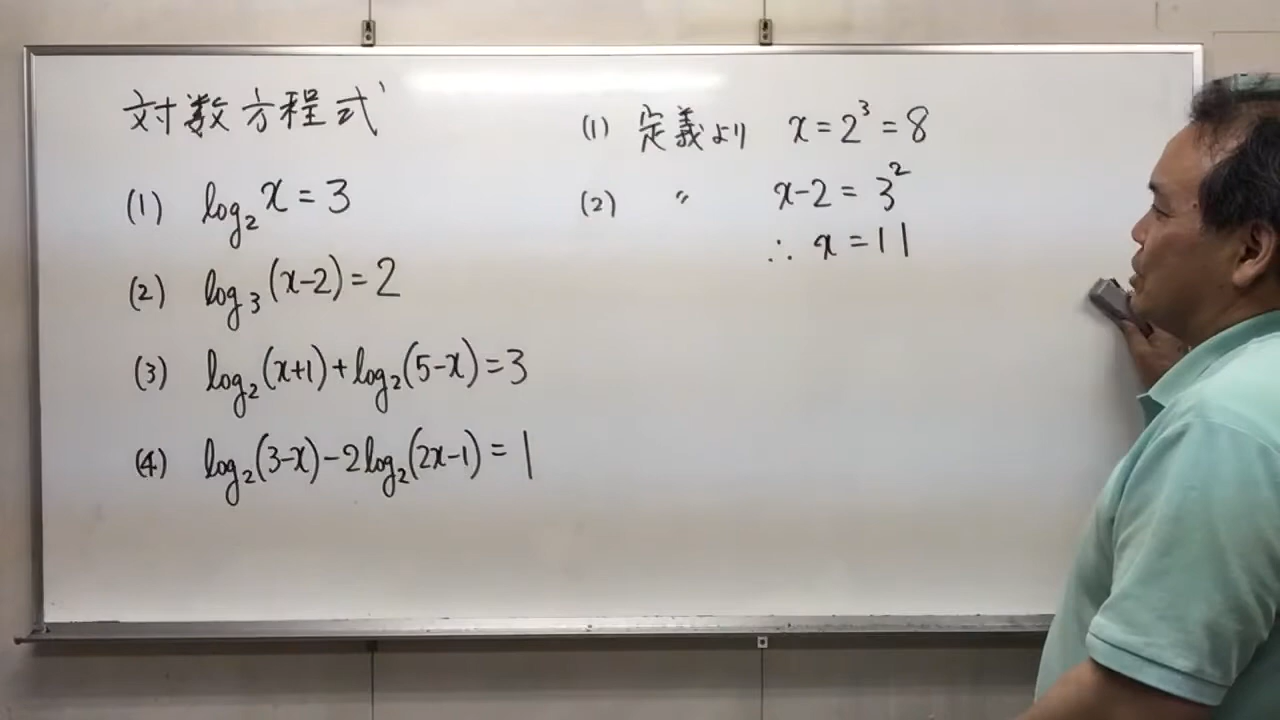 対数方程式
(1) log₂x=3
(2) log₃(x-2)=2
(3) log₂(x+1)+log₂(5-x)=3
(4) log₂(3-x)-2log₂(2x-1)=1
(1) 定義より x=2³=8
(2) 〃 x-2=3²
∴ x=11